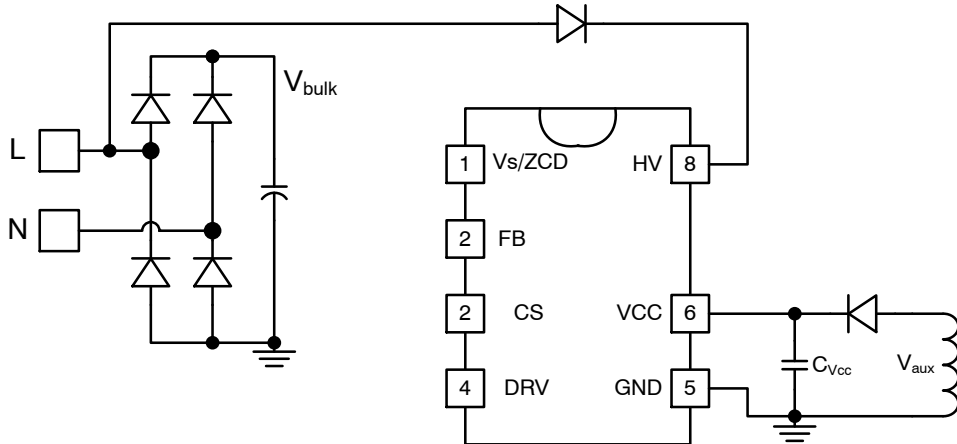 V_bulk
L
N
1 Vs/ZCD
HV 8
2 FB
2 CS
VCC 6
4 DRV
GND 5
C_Vcc
V_aux